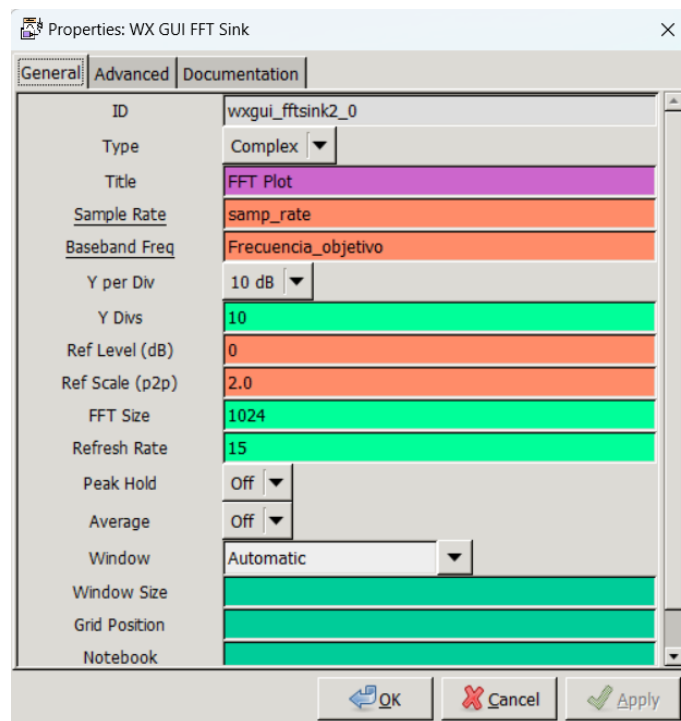 Properties: WX GUI FFT Sink
General Advanced Documentation
ID wxgui_fftsink2_0
Type Complex
Title FFT Plot
Sample Rate samp_rate
Baseband Freq Frecuencia_objetivo
Y per Div 10 dB
Y Divs 10
Ref Level (dB) 0
Ref Scale (p2p) 2.0
FFT Size 1024
Refresh Rate 15
Peak Hold Off
Average Off
Window Automatic
Window Size
Grid Position
Notebook
OK Cancel Apply